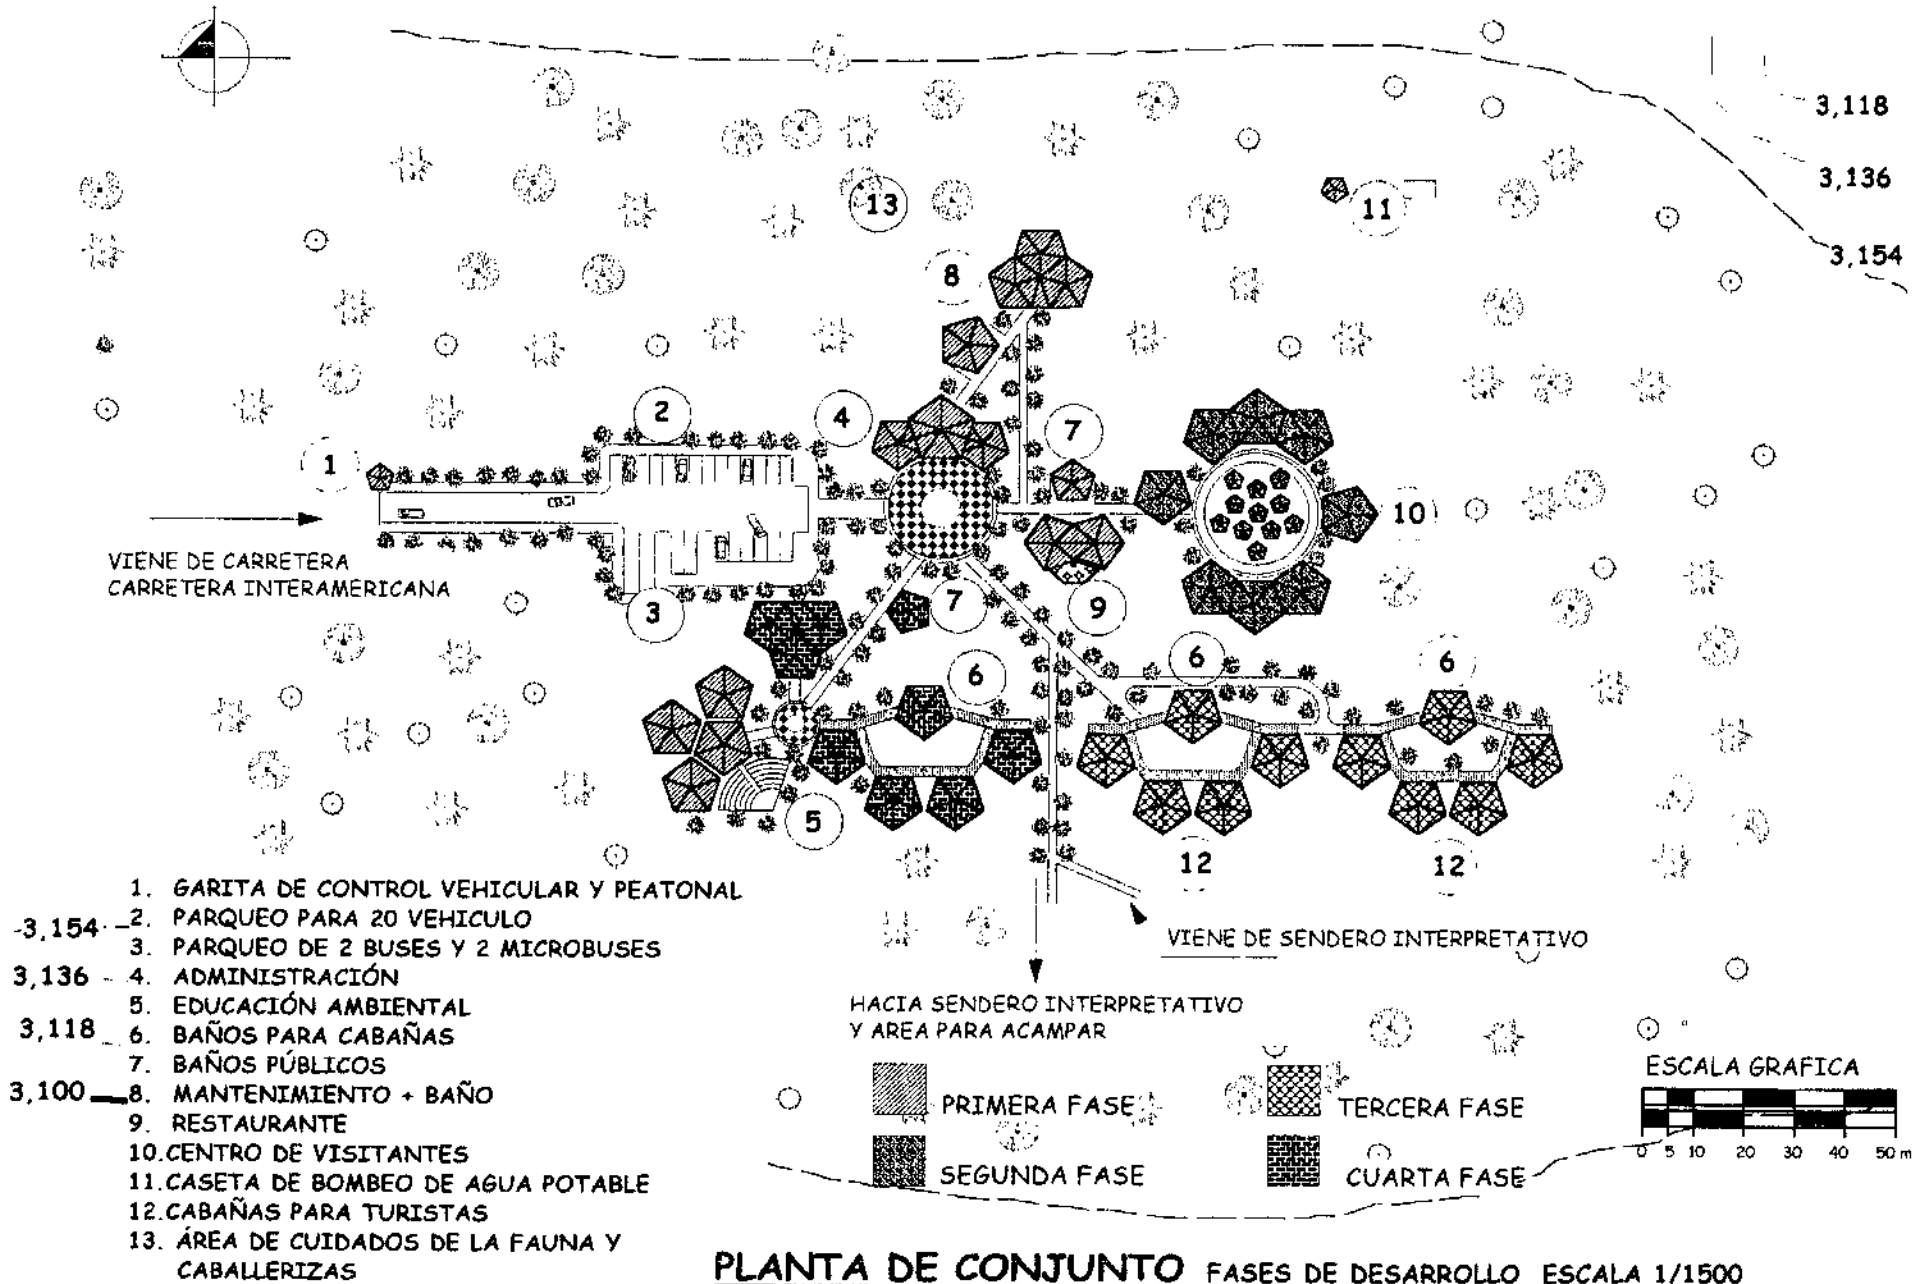 3,118
3,136
3,154
13
11
8
2
4
7
1
10
VIENE DE CARRETERA
CARRETERA INTERAMERICANA
3
7
9
6
6
6
5
12
12
1. GARITA DE CONTROL VEHICULAR Y PEATONAL
2. PARQUEO PARA 20 VEHICULO
3. PARQUEO DE 2 BUSES Y 2 MICROBUSES
4. ADMINISTRACIÓN
5. EDUCACIÓN AMBIENTAL
6. BAÑOS PARA CABAÑAS
7. BAÑOS PÚBLICOS
8. MANTENIMIENTO + BAÑO
9. RESTAURANTE
10. CENTRO DE VISITANTES
11. CASETA DE BOMBEO DE AGUA POTABLE
12. CABAÑAS PARA TURISTAS
13. ÁREA DE CUIDADOS DE LA FAUNA Y
CABALLERIZAS
3,154
3,136
3,118
3,100
VIENE DE SENDERO INTERPRETATIVO
HACIA SENDERO INTERPRETATIVO
Y AREA PARA ACAMPAR
PRIMERA FASE
SEGUNDA FASE
TERCERA FASE
CUARTA FASE
ESCALA GRAFICA
0 5 10 20 30 40 50 m
PLANTA DE CONJUNTO FASES DE DESARROLLO ESCALA 1/1500